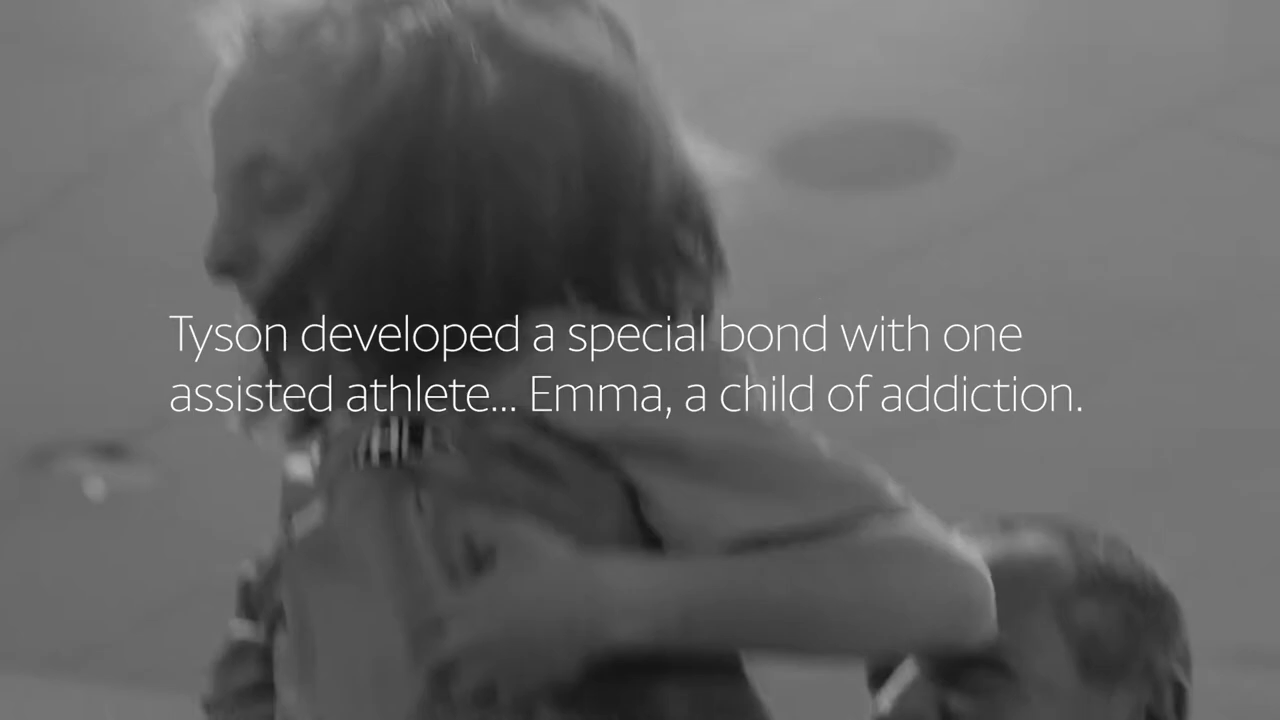 Tyson developed a special bond with one
assisted athlete... Emma, a child of addiction.